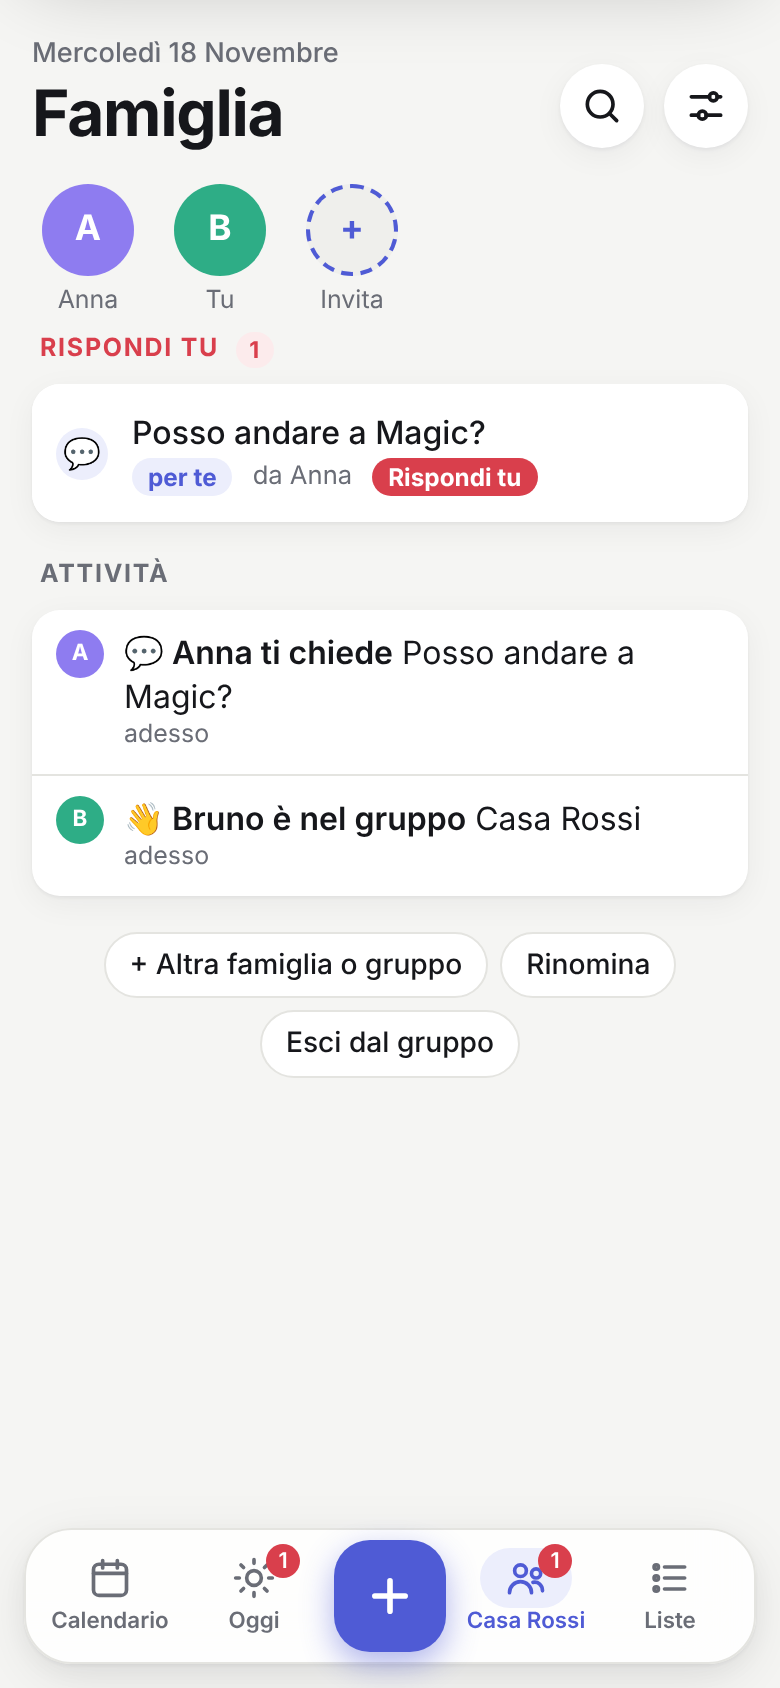 Mercoledì 18 Novembre
Famiglia
A
B
+
Anna
Tu
Invita
RISPONDI TU 1
Posso andare a Magic?
per te da Anna Rispondi tu
ATTIVITÀ
A
💬 Anna ti chiede Posso andare a
Magic?
adesso
B
👋 Bruno è nel gruppo Casa Rossi
adesso
+ Altra famiglia o gruppo
Rinomina
Esci dal gruppo
1
1
Calendario
Oggi
+
Casa Rossi
Liste